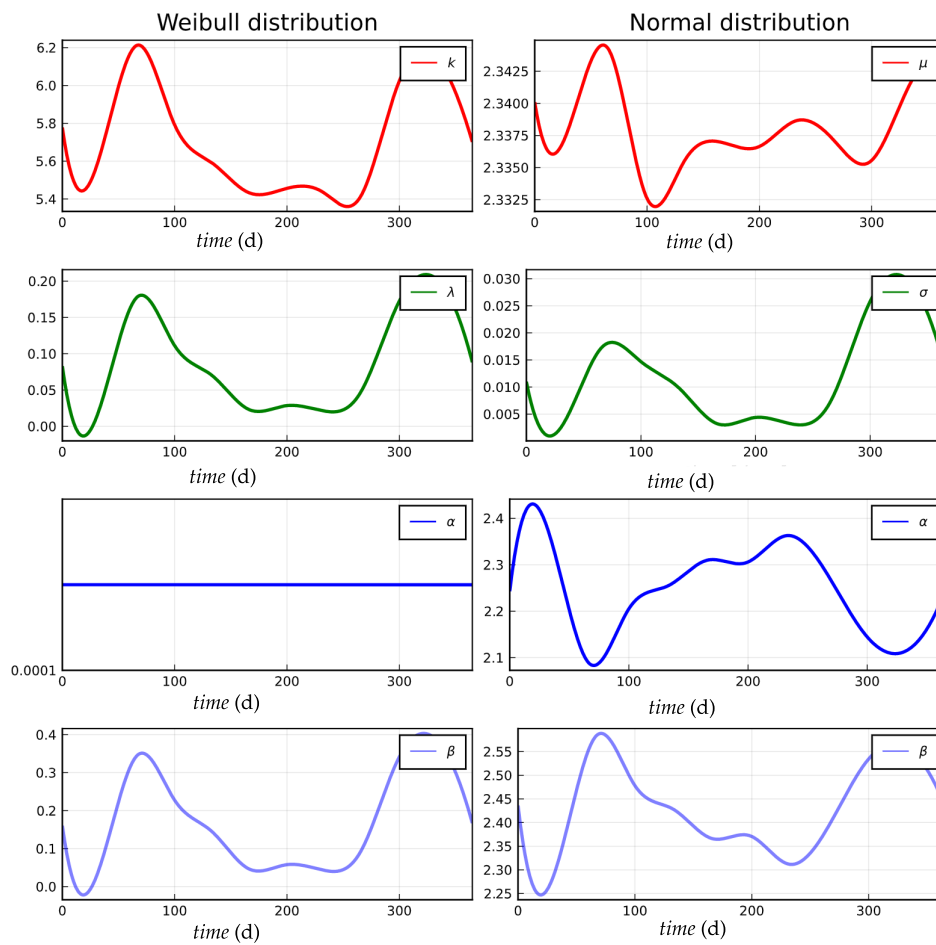 Weibull distribution Normal distribution
6.2
6.0
5.8
5.6
5.4
k
0 100 200 300
time (d)
2.3425
2.3400
2.3375
2.3350
2.3325
μ
0 100 200 300
time (d)
0.20
0.15
0.10
0.05
0.00
λ
0 100 200 300
time (d)
0.030
0.025
0.020
0.015
0.010
0.005
σ
0 100 200 300
time (d)
α
0.0001
0 100 200 300
time (d)
2.4
2.3
2.2
2.1
α
0 100 200 300
time (d)
0.4
0.3
0.2
0.1
0.0
β
0 100 200 300
time (d)
2.55
2.50
2.45
2.40
2.35
2.30
2.25
β
0 100 200 300
time (d)